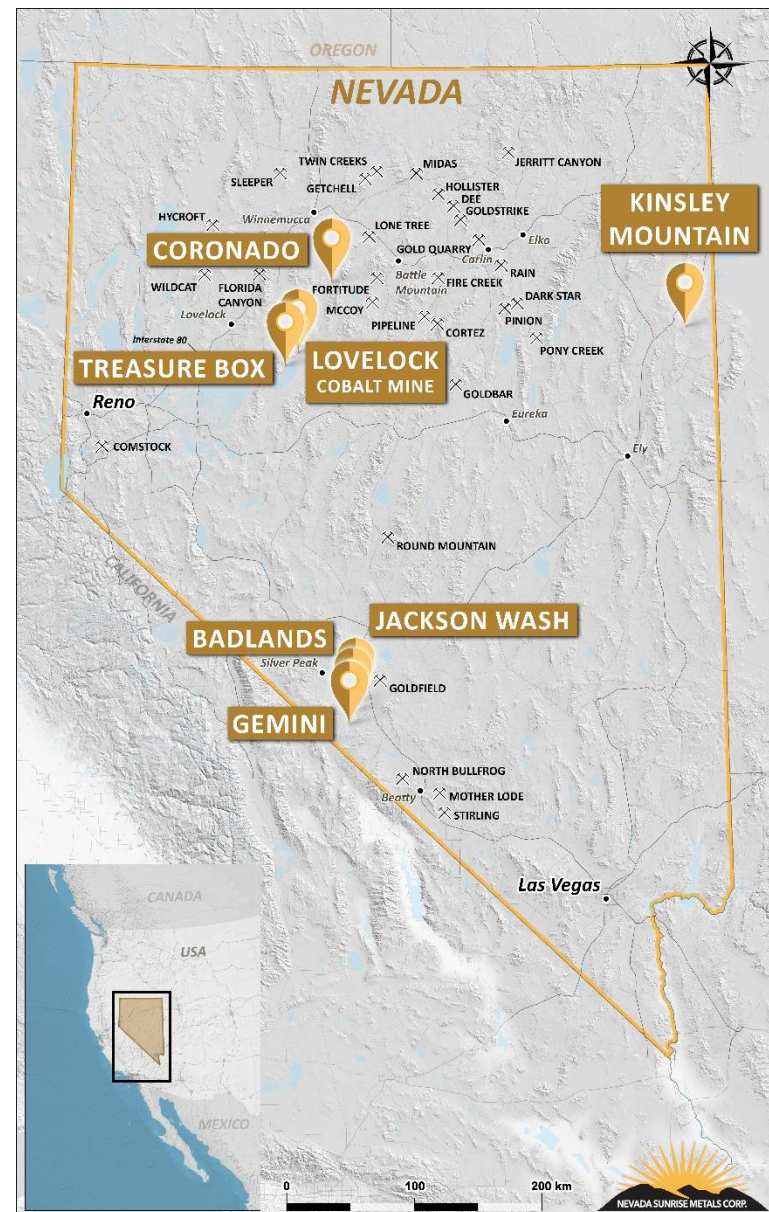 OREGON
NEVADA
TWIN CREEKS
MIDAS
JERRITT CANYON
SLEEPER
GETCHELL
HOLLISTER
DEE
GOLDSTRIKE
KINSLEY
MOUNTAIN
HYCROFT
Winnemucca
LONE TREE
CORONADO
GOLD QUARRY
Elko
Carlin
WILDCAT
FLORIDA
CANYON
FORTITUDE
Battle
Mountain
RAIN
FIRE CREEK
MCCOY
DARK STAR
Lovelock
PIPELINE
CORTEZ
PINION
Interstate 80
PONY CREEK
TREASURE BOX
LOVELOCK
COBALT MINE
GOLDBAR
Reno
Eureka
COMSTOCK
Ely
ROUND MOUNTAIN
CALIFORNIA
JACKSON WASH
BADLANDS
Silver Peak
GOLDFIELD
GEMINI
NORTH BULLFROG
Beatty
MOTHER LODE
STIRLING
Las Vegas
CANADA
USA
MEXICO
0 100 200 km
NEVADA SUNRISE METALS CORP.